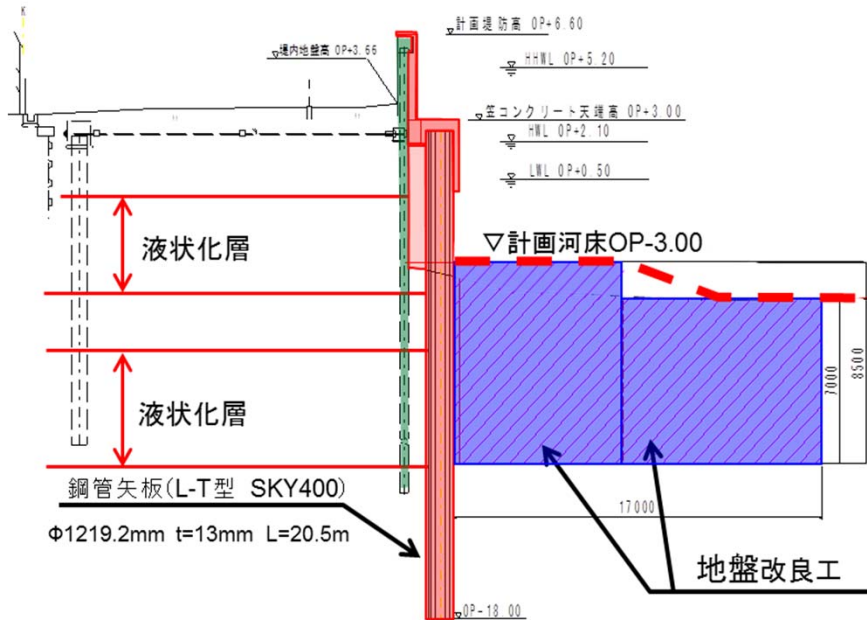 K
▽計画堤防高 OP+6.60
▽堤内地盤高 OP+3.66
▽HHWL OP+5.20
▽笠コンクリート天端高 OP+3.00
▽HWL OP+2.10
▽LWL OP+0.50
▽計画河床OP-3.00
液状化層
液状化層
7000
8500
鋼管矢板(L-T型 SKY400)
Φ1219.2mm t=13mm L=20.5m
17000
地盤改良工
▽OP-18.00